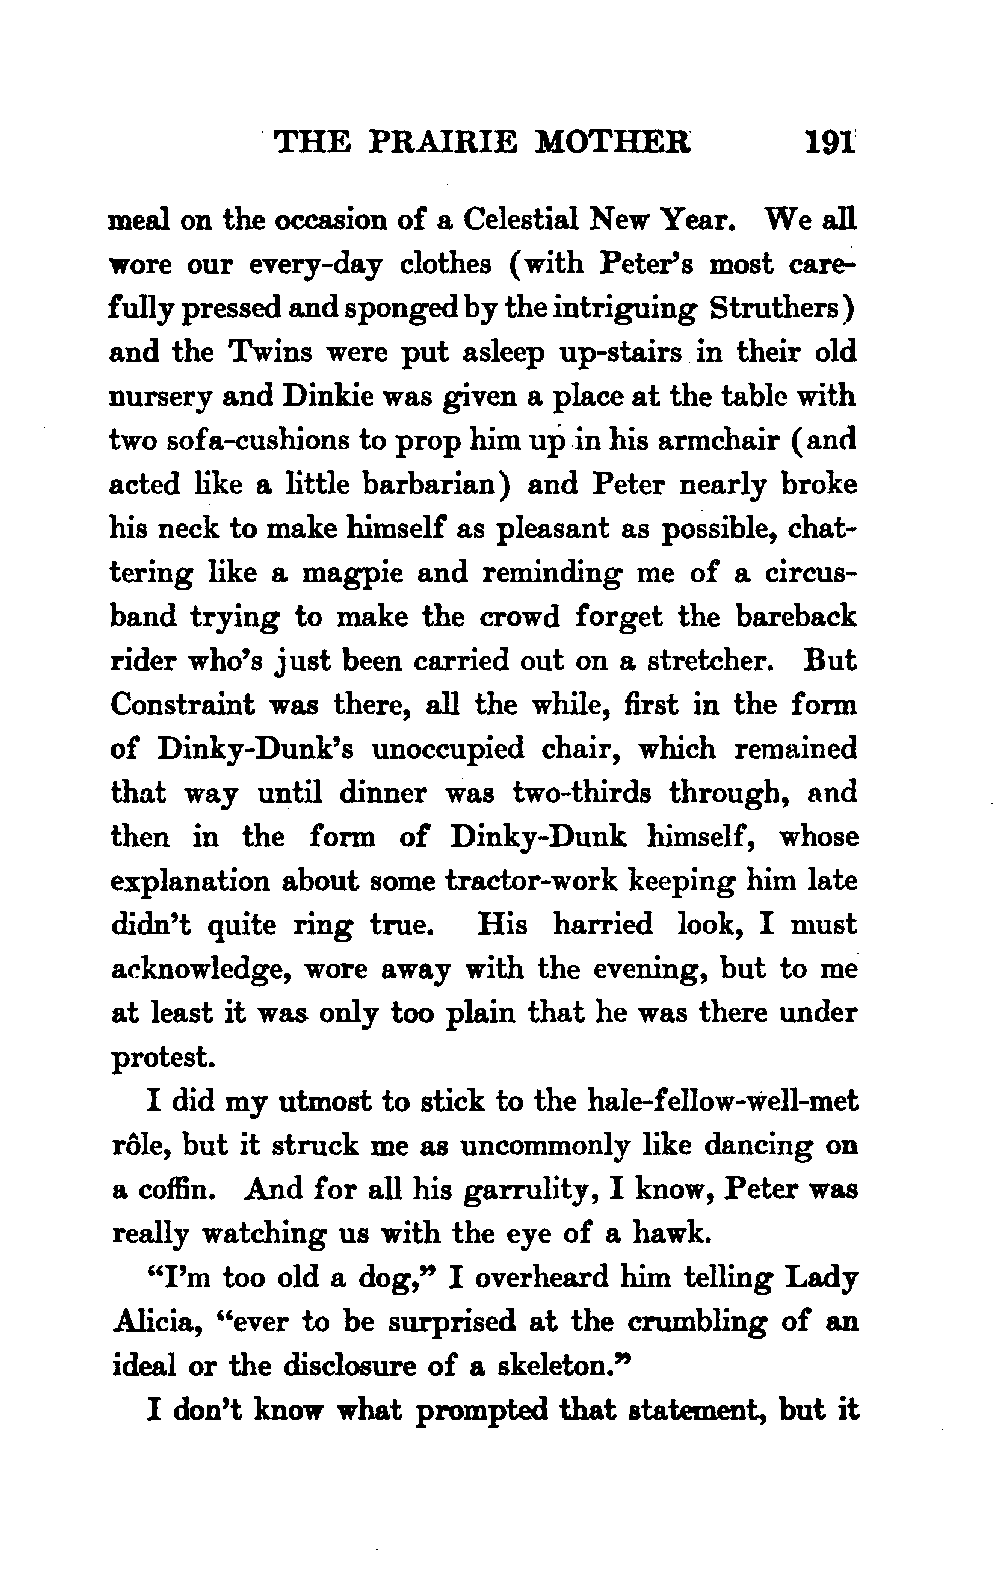 THE PRAIRIE MOTHER 191
meal on the occasion of a Celestial New Year. We all
wore our every-day clothes (with Peter's most care-
fully pressed and sponged by the intriguing Struthers)
and the Twins were put asleep up-stairs in their old
nursery and Dinkie was given a place at the table with
two sofa-cushions to prop him up in his armchair (and
acted like a little barbarian) and Peter nearly broke
his neck to make himself as pleasant as possible, chat-
tering like a magpie and reminding me of a circus-
band trying to make the crowd forget the bareback
rider who's just been carried out on a stretcher. But
Constraint was there, all the while, first in the form
of Dinky-Dunk's unoccupied chair, which remained
that way until dinner was two-thirds through, and
then in the form of Dinky-Dunk himself, whose
explanation about some tractor-work keeping him late
didn't quite ring true. His harried look, I must
acknowledge, wore away with the evening, but to me
at least it was only too plain that he was there under
protest.
I did my utmost to stick to the hale-fellow-well-met
rôle, but it struck me as uncommonly like dancing on
a coffin. And for all his garrulity, I know, Peter was
really watching us with the eye of a hawk.
"I'm too old a dog," I overheard him telling Lady
Alicia, "ever to be surprised at the crumbling of an
ideal or the disclosure of a skeleton."
I don't know what prompted that statement, but it